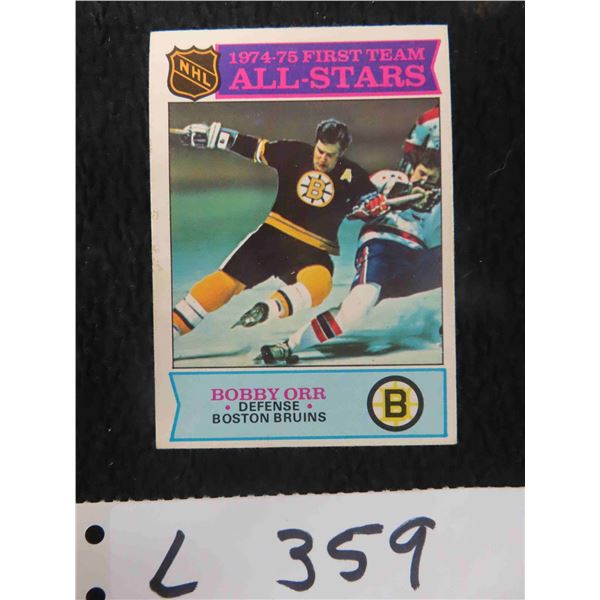 NHL
1974-75 FIRST TEAM
ALL-STARS
B
A
BOBBY ORR
• DEFENSE •
BOSTON BRUINS
B
L 359